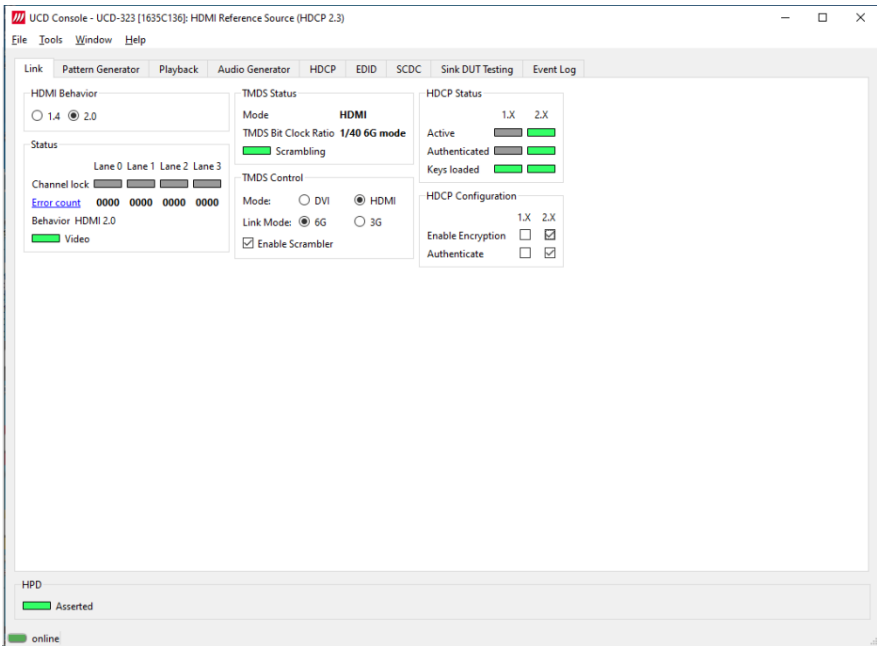 UCD Console - UCD-323 [1635C136]: HDMI Reference Source (HDCP 2.3)
File Tools Window Help
Link Pattern Generator Playback Audio Generator HDCP EDID SCDC Sink DUT Testing Event Log
HDMI Behavior
1.4 2.0
Status
Lane 0 Lane 1 Lane 2 Lane 3
Channel lock
Error count 0000 0000 0000 0000
Behavior HDMI 2.0
Video
TMDS Status
Mode HDMI
TMDS Bit Clock Ratio 1/40 6G mode
Scrambling
TMDS Control
Mode: DVI HDMI
Link Mode: 6G 3G
Enable Scrambler
HDCP Status
1.X 2.X
Active
Authenticated
Keys loaded
HDCP Configuration
1.X 2.X
Enable Encryption
Authenticate
HPD
Asserted
online